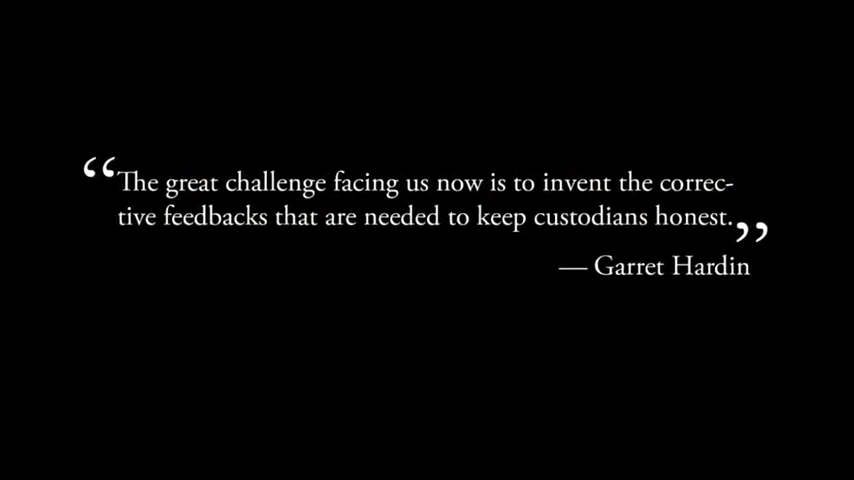 “The great challenge facing us now is to invent the correc-
tive feedbacks that are needed to keep custodians honest.”
— Garret Hardin